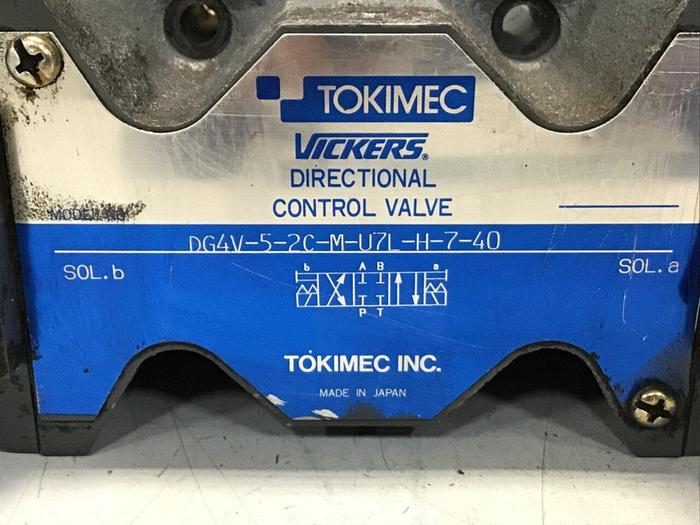 TOKIMEC
VICKERS®
DIRECTIONAL
CONTROL VALVE
MODEL NO.
DG4V-5-2C-M-U7L-H-7-40
SOL.b
SOL.a
b A B a
P T
TOKIMEC INC.
MADE IN JAPAN